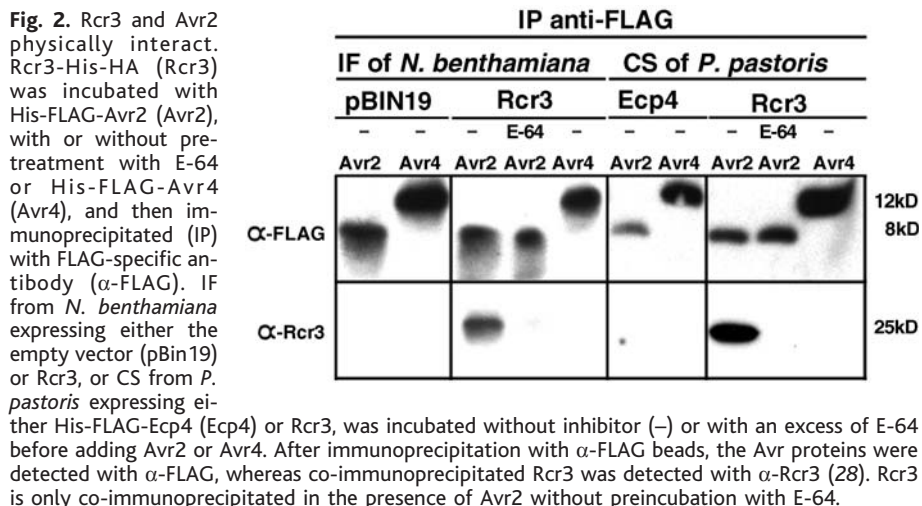 Fig. 2. Rcr3 and Avr2
physically interact.
Rcr3-His-HA (Rcr3)
was incubated with
His-FLAG-Avr2 (Avr2),
with or without pre-
treatment with E-64
or His-FLAG-Avr4
(Avr4), and then im-
munoprecipitated (IP)
with FLAG-specific an-
tibody (α-FLAG). IF
from N. benthamiana
expressing either the
empty vector (pBin19)
or Rcr3, or CS from P.
pastoris expressing ei-
ther His-FLAG-Ecp4 (Ecp4) or Rcr3, was incubated without inhibitor (–) or with an excess of E-64
before adding Avr2 or Avr4. After immunoprecipitation with α-FLAG beads, the Avr proteins were
detected with α-FLAG, whereas co-immunoprecipitated Rcr3 was detected with α-Rcr3 (28). Rcr3
is only co-immunoprecipitated in the presence of Avr2 without preincubation with E-64.
IP anti-FLAG
IF of N. benthamiana CS of P. pastoris
pBIN19 Rcr3 Ecp4 Rcr3
– – – E-64 – – – – E-64 –
Avr2 Avr4 Avr2 Avr2 Avr4 Avr2 Avr4 Avr2 Avr2 Avr4
α-FLAG 12kD
8kD
α-Rcr3 25kD